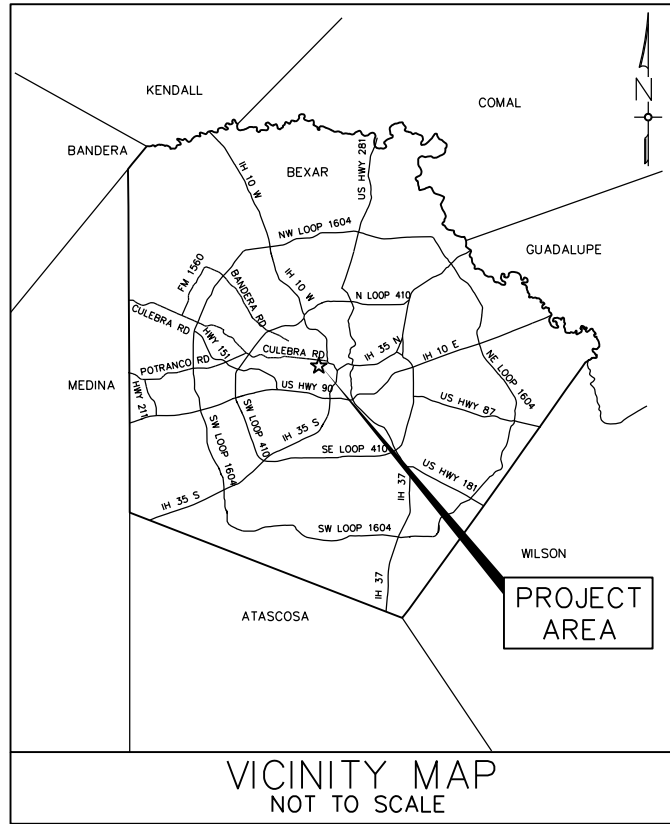 KENDALL
COMAL
N
BANDERA
BEXAR
US HWY 281
IH 10 W
NW LOOP 1604
GUADALUPE
FM 1560
BANDERA RD
IH 10 W
N LOOP 410
CULEBRA RD
HWY 151
CULEBRA RD
IH 35 N
IH 10 E
NE LOOP 1604
POTRANCO RD
MEDINA
HWY 211
US HWY 90
US HWY 87
SW LOOP 1604
SW LOOP 410
IH 35 S
SE LOOP 410
US HWY 181
IH 37
IH 35 S
SW LOOP 1604
WILSON
IH 37
PROJECT
AREA
ATASCOSA
VICINITY MAP
NOT TO SCALE